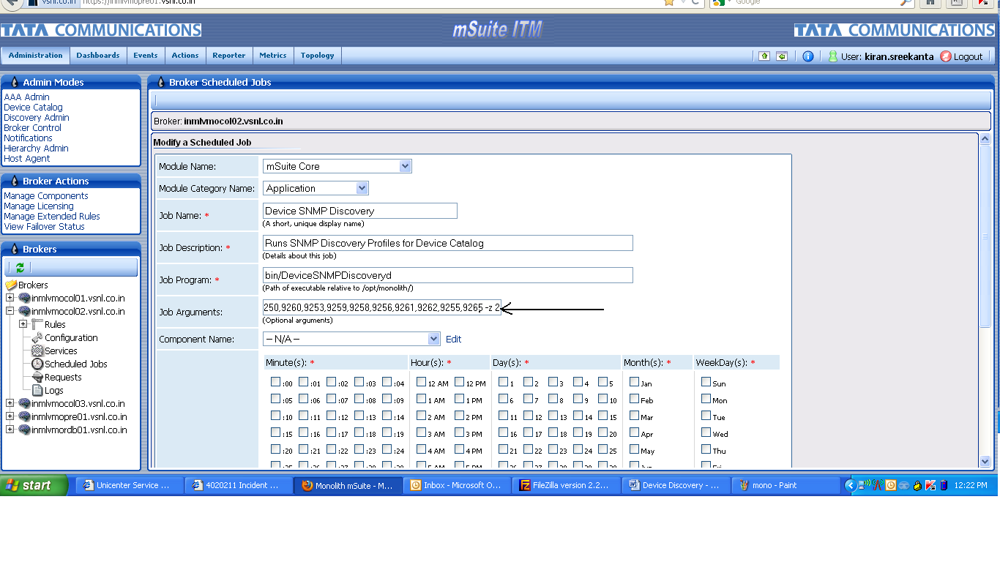 vsnl.co.in https://inmlvmopre01.vsnl.co.in Google
TATA COMMUNICATIONS mSuite ITM TATA COMMUNICATIONS
Administration Dashboards Events Actions Reporter Metrics Topology User: kiran.sreekanta Logout
Admin Modes
AAA Admin
Device Catalog
Discovery Admin
Broker Control
Notifications
Hierarchy Admin
Host Agent
Broker Actions
Manage Components
Manage Licensing
Manage Extended Rules
View Failover Status
Brokers
Brokers
inmlvmocol01.vsnl.co.in
inmlvmocol02.vsnl.co.in
Rules
Configuration
Services
Scheduled Jobs
Requests
Logs
inmlvmocol03.vsnl.co.in
inmlvmopre01.vsnl.co.in
inmlvmordb01.vsnl.co.in
Broker Scheduled Jobs
Broker: inmlvmocol02.vsnl.co.in
Modify a Scheduled Job
Module Name: mSuite Core
Module Category Name: Application
Job Name: * Device SNMP Discovery
(A short, unique display name)
Job Description: * Runs SNMP Discovery Profiles for Device Catalog
(Details about this job)
Job Program: * bin/DeviceSNMPDiscoveryd
(Path of executable relative to /opt/monolith/)
Job Arguments: 250,9260,9253,9259,9258,9256,9261,9262,9255,9265 -z 2
(Optional arguments)
Component Name: -- N/A -- Edit
Minute(s): * Hour(s): * Day(s): * Month(s): * WeekDay(s): *
:00 :01 :02 :03 :04 12 AM 12 PM 1 2 3 4 5 Jan Sun
:05 :06 :07 :08 :09 1 AM 1 PM 6 7 8 9 10 Feb Mon
:10 :11 :12 :13 :14 2 AM 2 PM 11 12 13 14 15 Mar Tue
:15 :16 :17 :18 :19 3 AM 3 PM 16 17 18 19 20 Apr Wed
:20 :21 :22 :23 :24 4 AM 4 PM 21 22 23 24 25 May Thu
start Unicenter Service ... 4020211 Incident ... Monolith mSuite - M... Inbox - Microsoft O... FileZilla version 2.2... Device Discovery - ... mono - Paint 12:22 PM